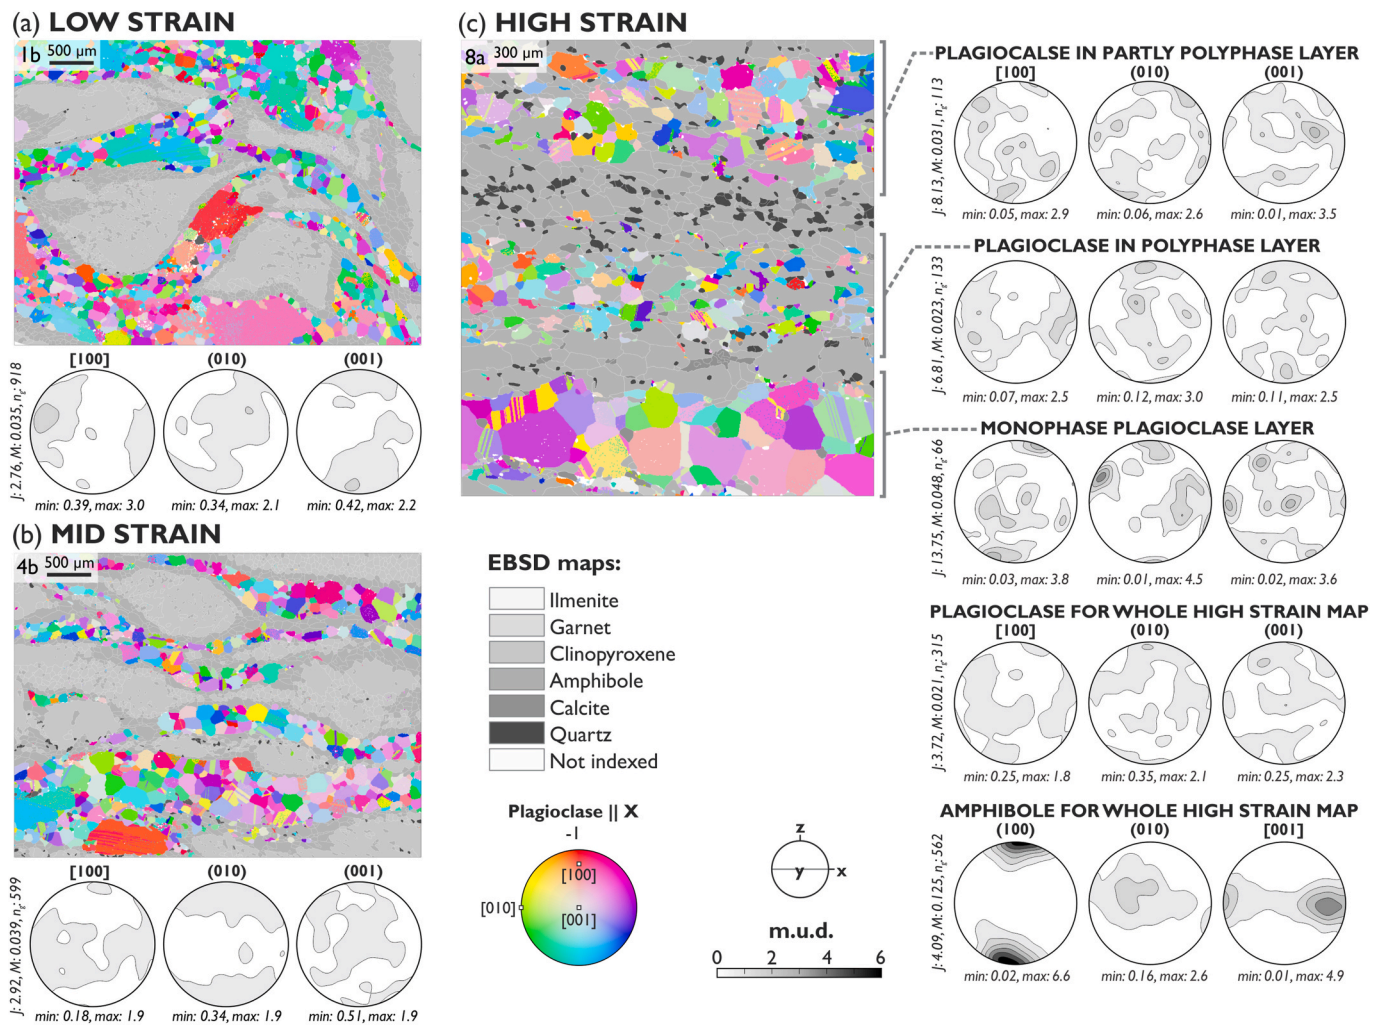 (a) LOW STRAIN
1b 500 µm
[100] (010) (001)
J: 2.76, M: 0.035, ng: 918
min: 0.39, max: 3.0 min: 0.34, max: 2.1 min: 0.42, max: 2.2
(b) MID STRAIN
4b 500 µm
[100] (010) (001)
J: 2.92, M: 0.039, ng: 599
min: 0.18, max: 1.9 min: 0.34, max: 1.9 min: 0.51, max: 1.9
(c) HIGH STRAIN
8a 300 µm
EBSD maps:
Ilmenite
Garnet
Clinopyroxene
Amphibole
Calcite
Quartz
Not indexed
Plagioclase || X
-1
[100]
[010] [001]
z
y x
m.u.d.
0 2 4 6
PLAGIOCALSE IN PARTLY POLYPHASE LAYER
[100] (010) (001)
J: 8.13, M: 0.031, ng: 113
min: 0.05, max: 2.9 min: 0.06, max: 2.6 min: 0.01, max: 3.5
PLAGIOCLASE IN POLYPHASE LAYER
J: 6.81, M: 0.023, ng: 133
min: 0.07, max: 2.5 min: 0.12, max: 3.0 min: 0.11, max: 2.5
MONOPHASE PLAGIOCLASE LAYER
J: 13.75, M: 0.048, ng: 66
min: 0.03, max: 3.8 min: 0.01, max: 4.5 min: 0.02, max: 3.6
PLAGIOCLASE FOR WHOLE HIGH STRAIN MAP
[100] (010) (001)
J: 3.72, M: 0.021, ng: 315
min: 0.25, max: 1.8 min: 0.35, max: 2.1 min: 0.25, max: 2.3
AMPHIBOLE FOR WHOLE HIGH STRAIN MAP
(100) (010) [001]
J: 4.09, M: 0.125, ng: 562
min: 0.02, max: 6.6 min: 0.16, max: 2.6 min: 0.01, max: 4.9